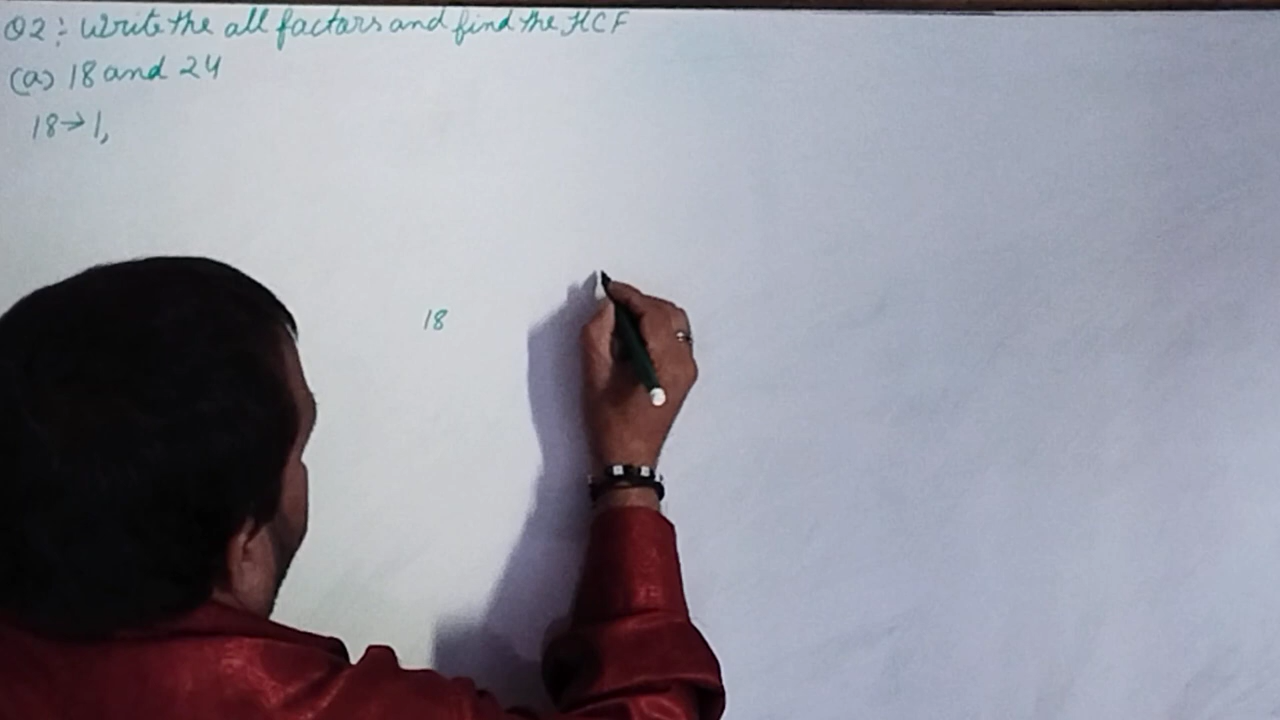 Q2:- Write the all factors and find the HCF
(a) 18 and 24
18→ 1,
18